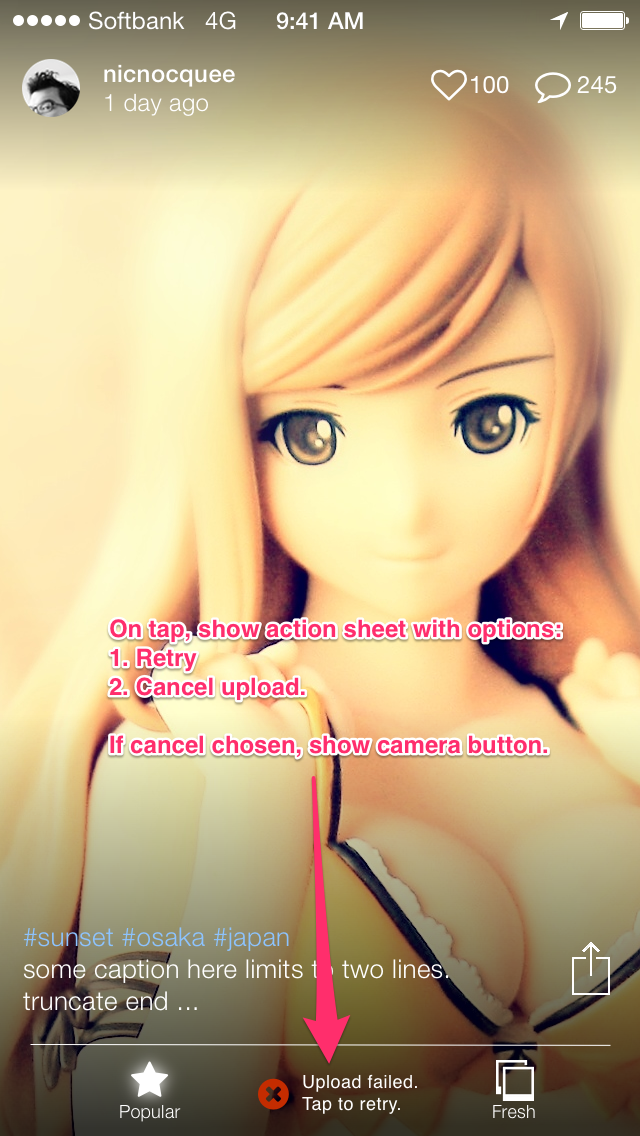 Softbank 4G 9:41 AM
nicnocquee 100 245
1 day ago
On tap, show action sheet with options:
1. Retry
2. Cancel upload.
If cancel chosen, show camera button.
#sunset #osaka #japan
some caption here limits to two lines.
truncate end ...
Upload failed.
Tap to retry.
Popular Fresh